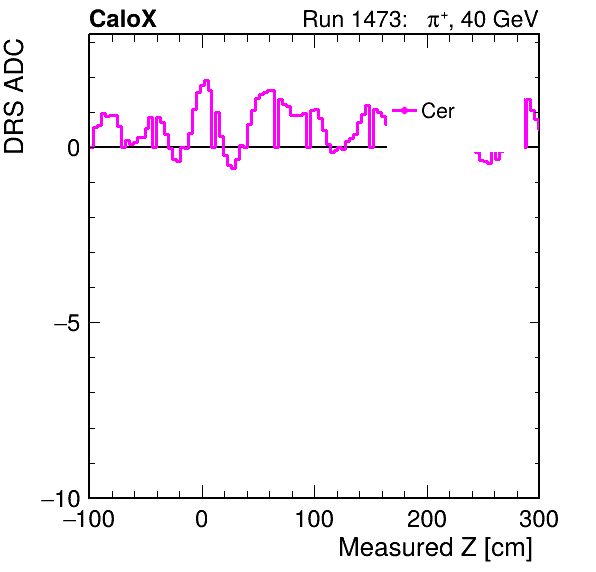 CaloX Run 1473: π⁺, 40 GeV
DRS ADC
Cer
0
−5
−10
−100 0 100 200 300
Measured Z [cm]